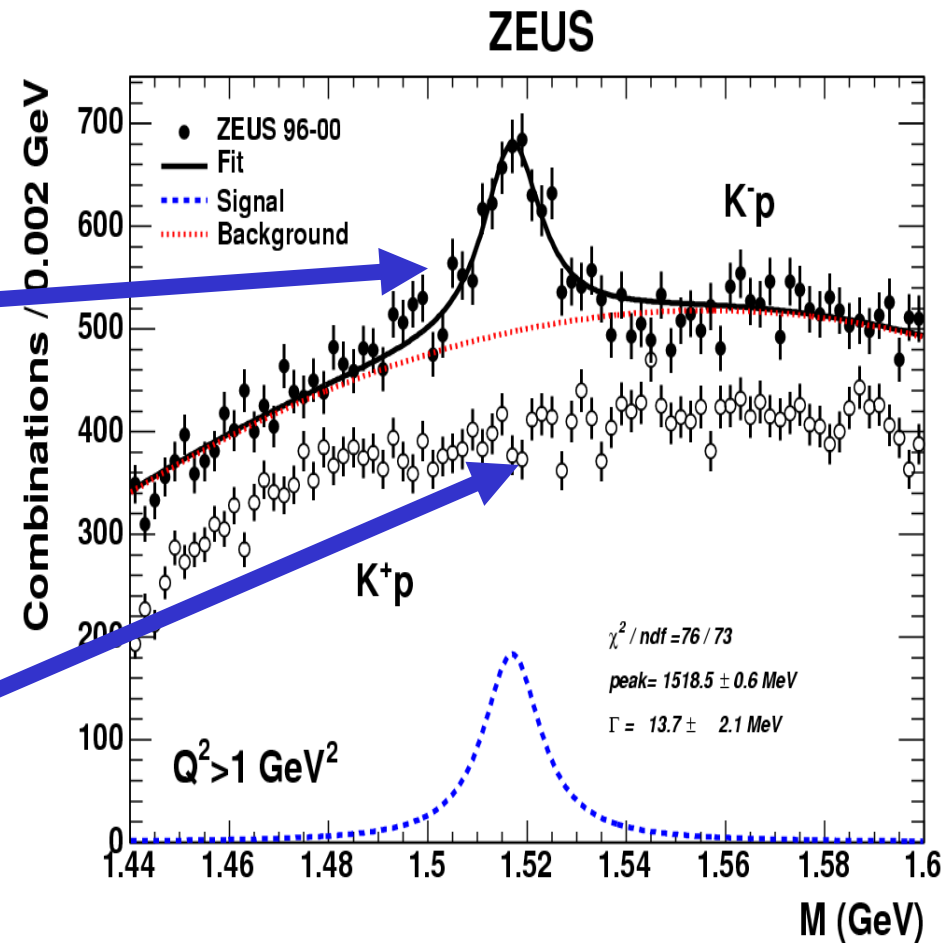 ZEUS
Combinations / 0.002 GeV
700
600
500
400
300
200
100
0
ZEUS 96-00
Fit
Signal
Background
K⁻p
K⁺p
χ² / ndf =76 / 73
peak= 1518.5 ± 0.6 MeV
Γ = 13.7 ± 2.1 MeV
Q²>1 GeV²
1.44 1.46 1.48 1.5 1.52 1.54 1.56 1.58 1.6
M (GeV)